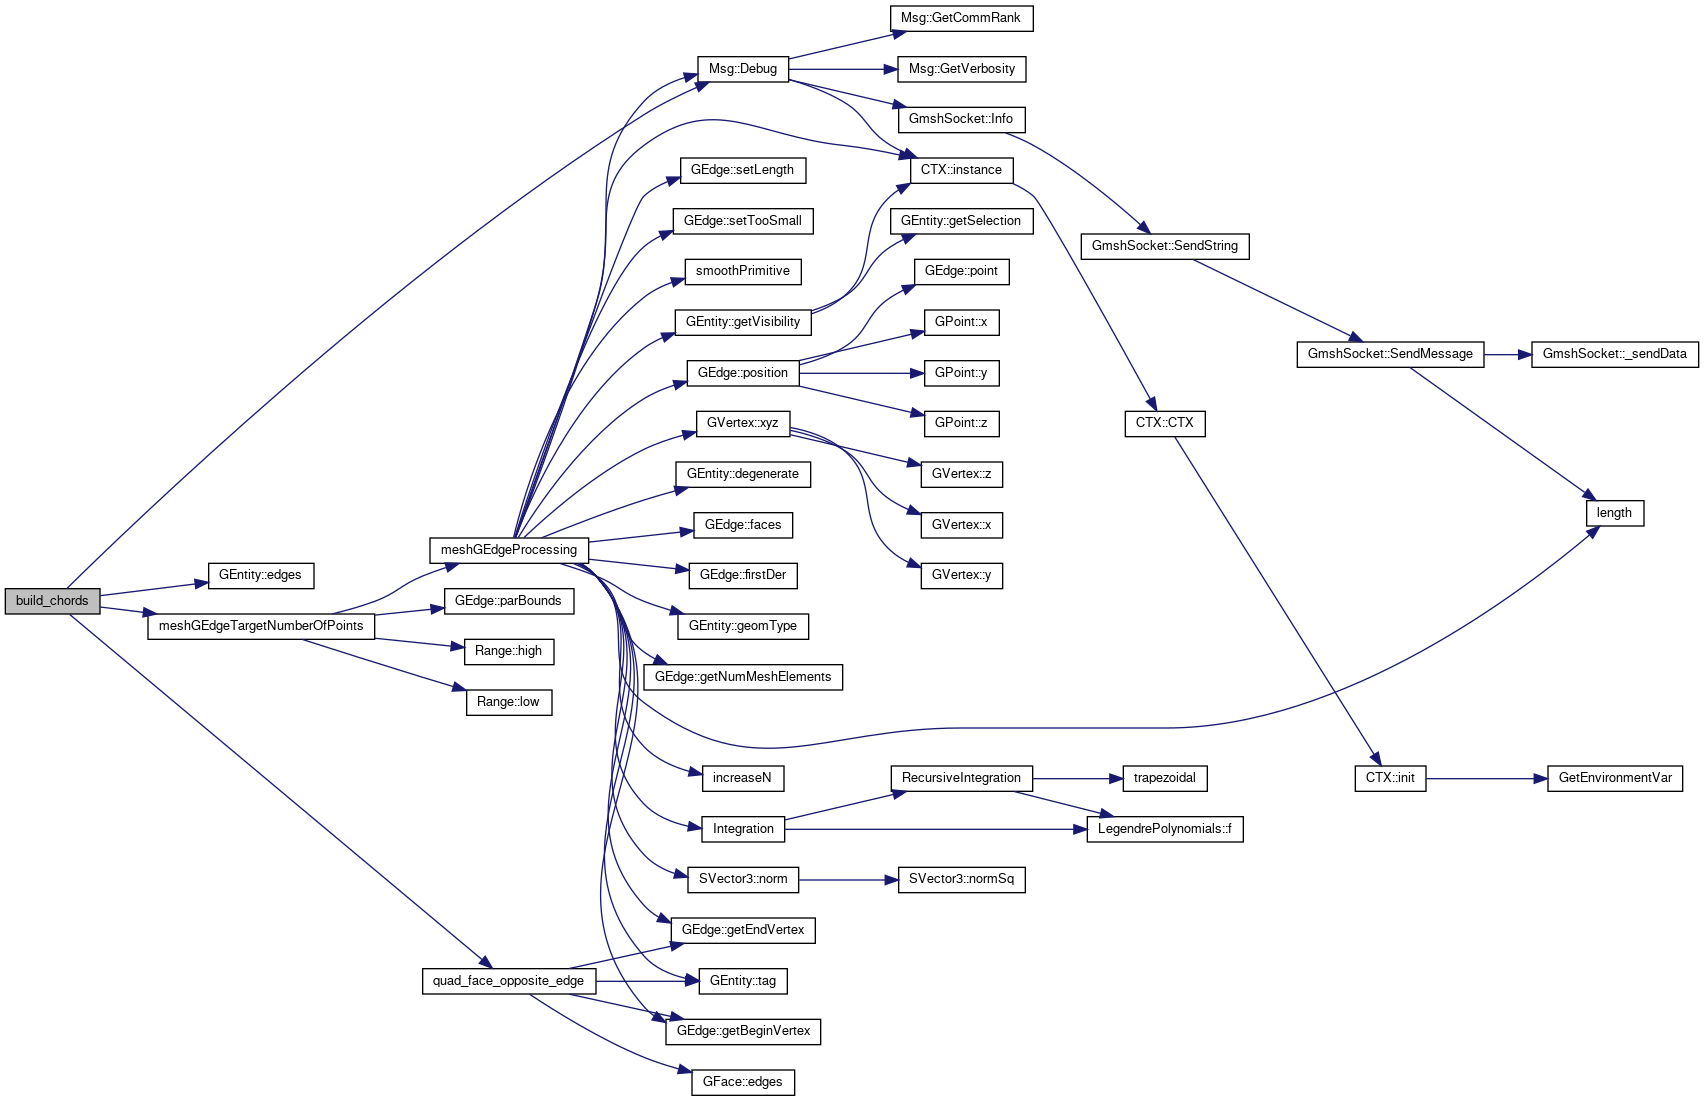 Msg::GetCommRank
Msg::Debug
Msg::GetVerbosity
GmshSocket::Info
GEdge::setLength
CTX::instance
GEdge::setTooSmall
GEntity::getSelection
GmshSocket::SendString
smoothPrimitive
GEdge::point
GEntity::getVisibility
GPoint::x
GmshSocket::SendMessage
GmshSocket::_sendData
GEdge::position
GPoint::y
GVertex::xyz
GPoint::z
CTX::CTX
GEntity::degenerate
GVertex::z
GEdge::faces
GVertex::x
length
meshGEdgeProcessing
GEntity::edges
GEdge::firstDer
GVertex::y
build_chords
GEdge::parBounds
meshGEdgeTargetNumberOfPoints
GEntity::geomType
Range::high
GEdge::getNumMeshElements
Range::low
increaseN
RecursiveIntegration
trapezoidal
CTX::init
GetEnvironmentVar
Integration
LegendrePolynomials::f
SVector3::norm
SVector3::normSq
GEdge::getEndVertex
quad_face_opposite_edge
GEntity::tag
GEdge::getBeginVertex
GFace::edges